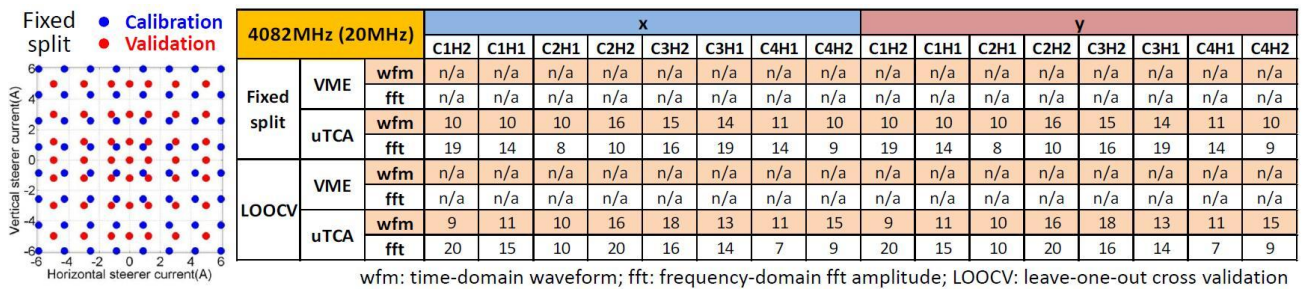 Fixed split
Calibration
Validation
Vertical steerer current(A)
6
4
2
0
-2
-4
-6
-6 -4 -2 0 2 4 6
Horizontal steerer current(A)
4082MHz (20MHz) x y
C1H2 C1H1 C2H1 C2H2 C3H2 C3H1 C4H1 C4H2 C1H2 C1H1 C2H1 C2H2 C3H2 C3H1 C4H1 C4H2
Fixed split VME wfm n/a n/a n/a n/a n/a n/a n/a n/a n/a n/a n/a n/a n/a n/a n/a n/a
fft n/a n/a n/a n/a n/a n/a n/a n/a n/a n/a n/a n/a n/a n/a n/a n/a
uTCA wfm 10 10 10 16 15 14 11 10 10 10 10 16 15 14 11 10
fft 19 14 8 10 16 19 14 9 19 14 8 10 16 19 14 9
LOOCV VME wfm n/a n/a n/a n/a n/a n/a n/a n/a n/a n/a n/a n/a n/a n/a n/a n/a
fft n/a n/a n/a n/a n/a n/a n/a n/a n/a n/a n/a n/a n/a n/a n/a n/a
uTCA wfm 9 11 10 16 18 13 11 15 9 11 10 16 18 13 11 15
fft 20 15 10 20 16 14 7 9 20 15 10 20 16 14 7 9
wfm: time-domain waveform; fft: frequency-domain fft amplitude; LOOCV: leave-one-out cross validation